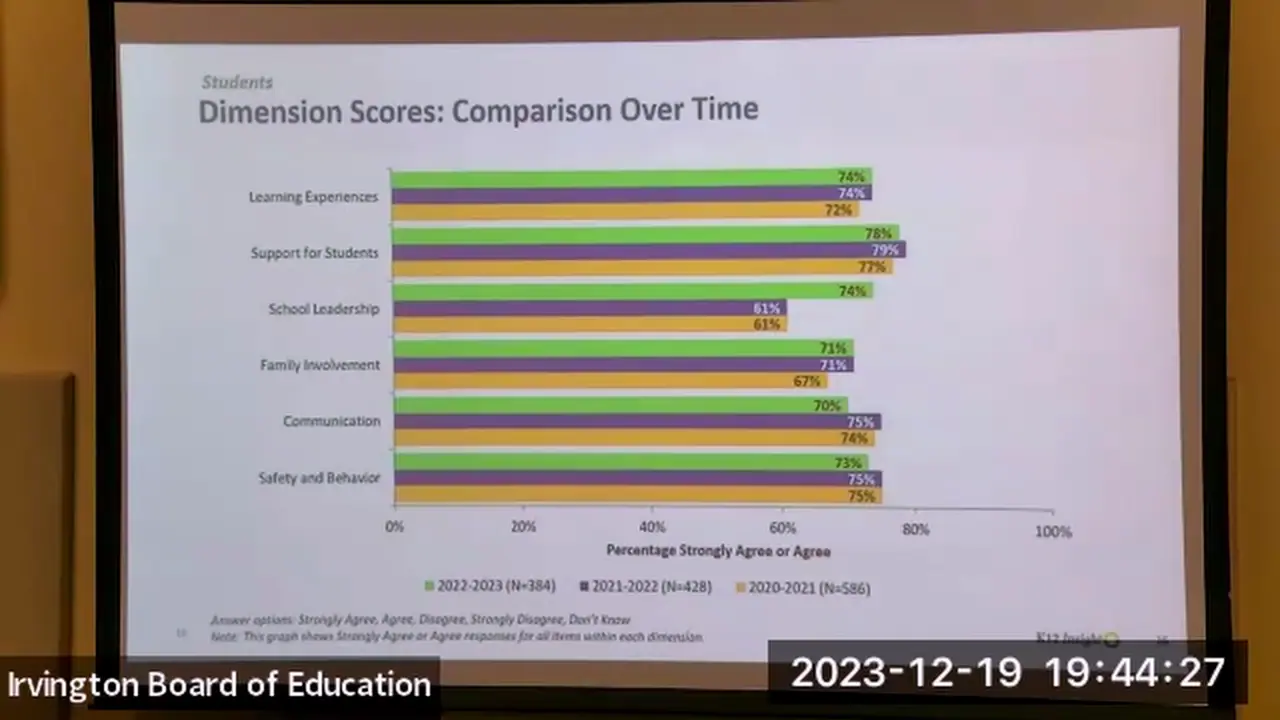 Students
Dimension Scores: Comparison Over Time
Learning Experiences
74%
74%
72%
Support for Students
78%
79%
77%
School Leadership
74%
61%
61%
Family Involvement
71%
71%
67%
Communication
70%
75%
74%
Safety and Behavior
73%
75%
75%
0% 20% 40% 60% 80% 100%
Percentage Strongly Agree or Agree
2022-2023 (N=384) 2021-2022 (N=428) 2020-2021 (N=586)
Answer options: Strongly Agree, Agree, Disagree, Strongly Disagree, Don't Know
Note: This graph shows Strongly Agree or Agree responses for all items within each dimension.
K12 Insight
Irvington Board of Education
2023-12-19 19:44:27